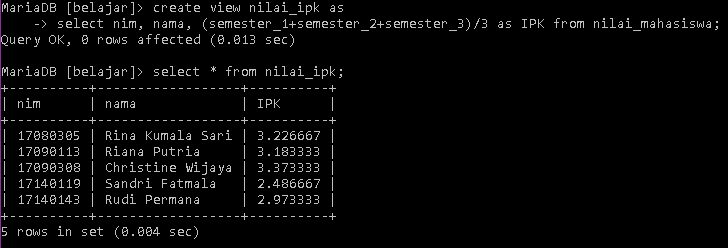 MariaDB [belajar]> create view nilai_ipk as
    -> select nim, nama, (semester_1+semester_2+semester_3)/3 as IPK from nilai_mahasiswa;
Query OK, 0 rows affected (0.013 sec)

MariaDB [belajar]> select * from nilai_ipk;
+----------+------------------+----------+
| nim      | nama             | IPK      |
+----------+------------------+----------+
| 17080305 | Rina Kumala Sari | 3.226667 |
| 17090113 | Riana Putria     | 3.183333 |
| 17090308 | Christine Wijaya | 3.373333 |
| 17140119 | Sandri Fatmala   | 2.486667 |
| 17140143 | Rudi Permana     | 2.973333 |
+----------+------------------+----------+
5 rows in set (0.004 sec)